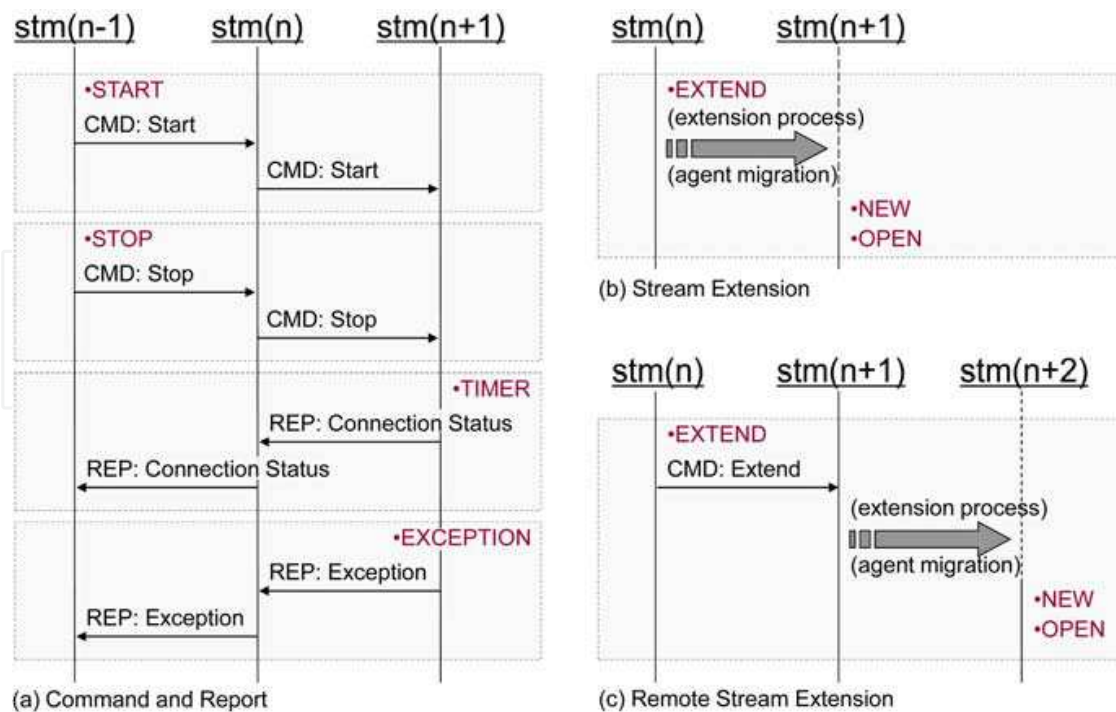 stm(n-1) stm(n) stm(n+1)
•START
CMD: Start
CMD: Start
•STOP
CMD: Stop
CMD: Stop
•TIMER
REP: Connection Status
REP: Connection Status
•EXCEPTION
REP: Exception
REP: Exception
(a) Command and Report
stm(n) stm(n+1)
•EXTEND
(extension process)
(agent migration)
•NEW
•OPEN
(b) Stream Extension
stm(n) stm(n+1) stm(n+2)
•EXTEND
CMD: Extend
(extension process)
(agent migration)
•NEW
•OPEN
(c) Remote Stream Extension